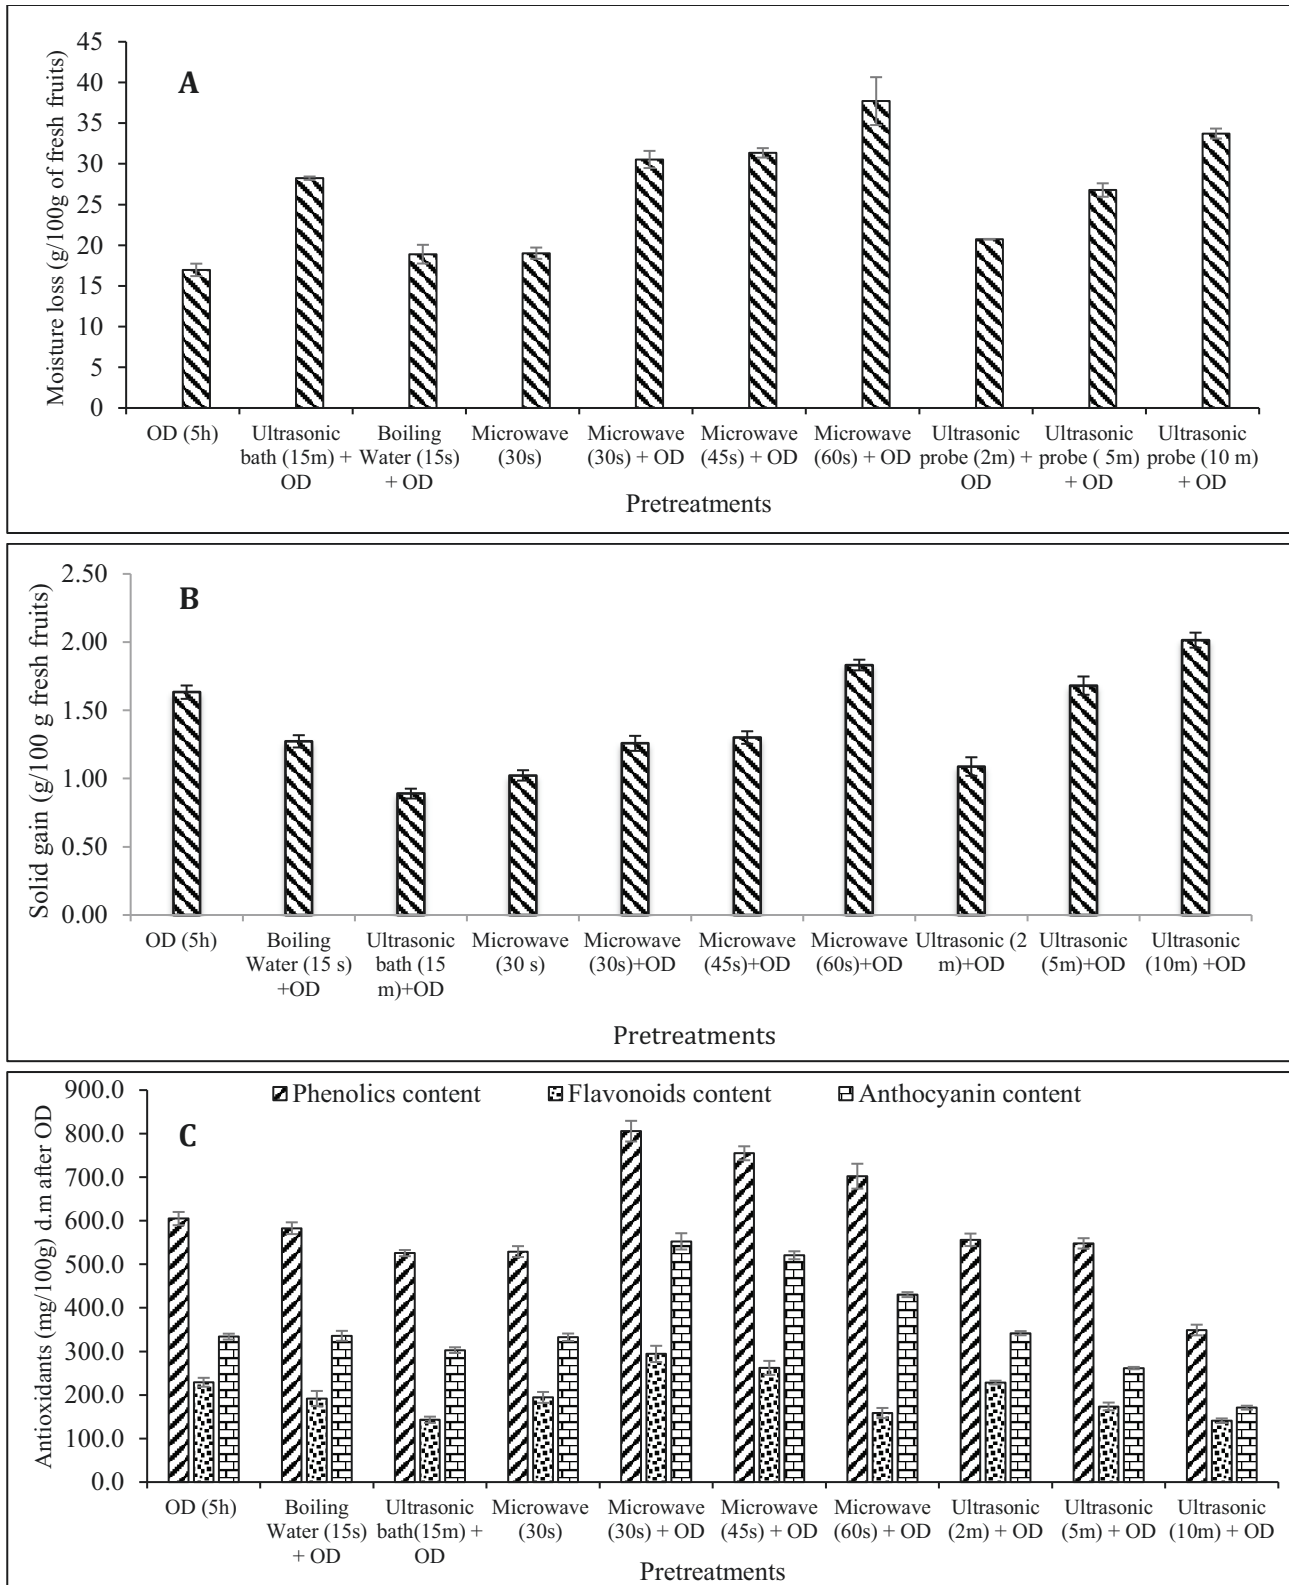 A
Moisture loss (g/100g of fresh fruits)
45
40
35
30
25
20
15
10
5
0
OD (5h)
Ultrasonic
bath (15m) +
OD
Boiling
Water (15s)
+ OD
Microwave
(30s)
Microwave
(30s) + OD
Microwave
(45s) + OD
Microwave
(60s) + OD
Ultrasonic
probe (2m) +
OD
Ultrasonic
probe ( 5m)
+ OD
Ultrasonic
probe (10 m)
+ OD
Pretreatments
B
Solid gain (g/100 g fresh fruits)
2.50
2.00
1.50
1.00
0.50
0.00
OD (5h)
Boiling
Water (15 s)
+OD
Ultrasonic
bath (15
m)+OD
Microwave
(30 s)
Microwave
(30s)+OD
Microwave
(45s)+OD
Microwave
(60s)+OD
Ultrasonic (2
m)+OD
Ultrasonic
(5m)+OD
Ultrasonic
(10m) +OD
Pretreatments
C
Phenolics content
Flavonoids content
Anthocyanin content
Antioxidants (mg/100g) d.m after OD
900.0
800.0
700.0
600.0
500.0
400.0
300.0
200.0
100.0
0.0
OD (5h)
Boiling
Water (15s)
+ OD
Ultrasonic
bath(15m) +
OD
Microwave
(30s)
Microwave
(30s) + OD
Microwave
(45s) + OD
Microwave
(60s) + OD
Ultrasonic
(2m) + OD
Ultrasonic
(5m) + OD
Ultrasonic
(10m) + OD
Pretreatments